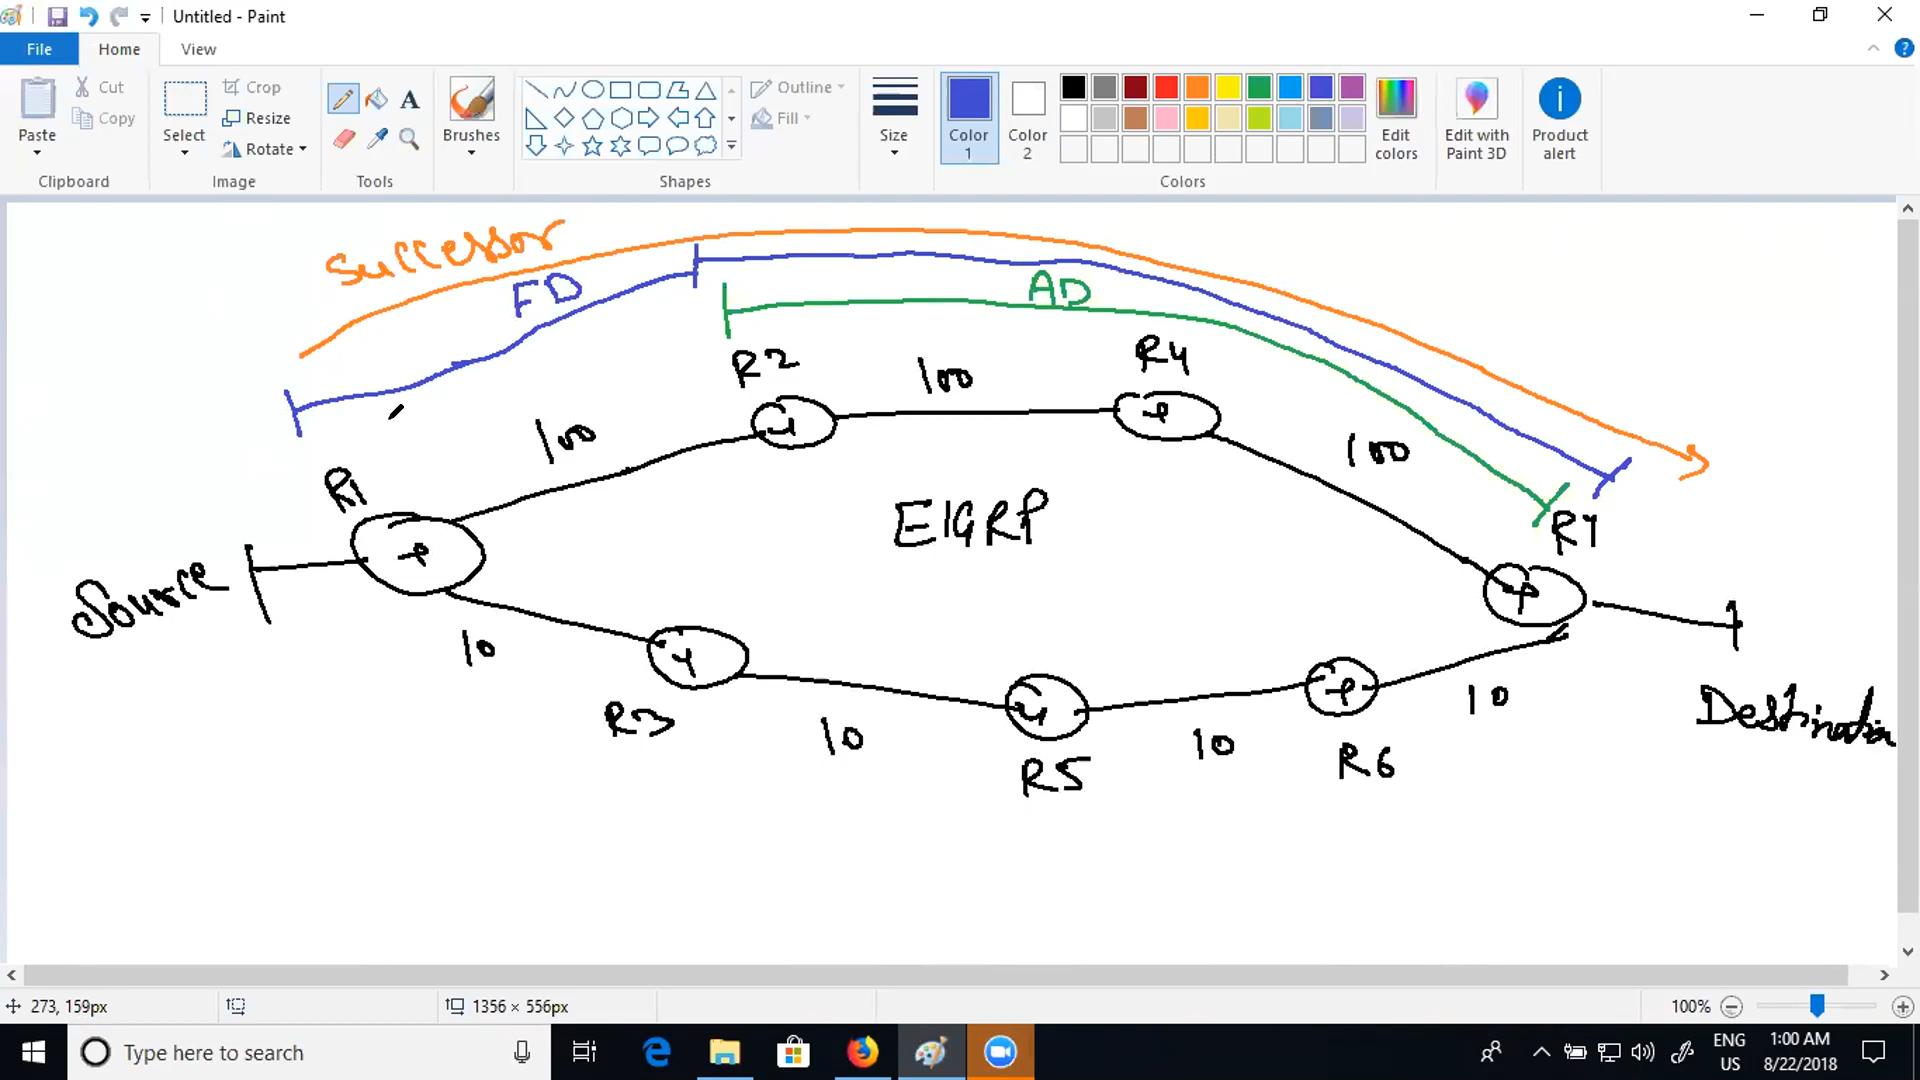 Untitled - Paint
File
Home
View
Paste
Cut
Copy
Clipboard
Select
Crop
Resize
Rotate
Image
A
Tools
Brushes
Outline
Fill
Shapes
Size
Color 1
Color 2
Edit colors
Edit with Paint 3D
Product alert
Colors
Successor
FD
AD
R2
100
R4
100
100
R1
EIGRP
R7
Source
10
R3
10
R5
10
R6
10
Destination
273, 159px
1356 × 556px
100%
Type here to search
ENG
US
1:00 AM
8/22/2018